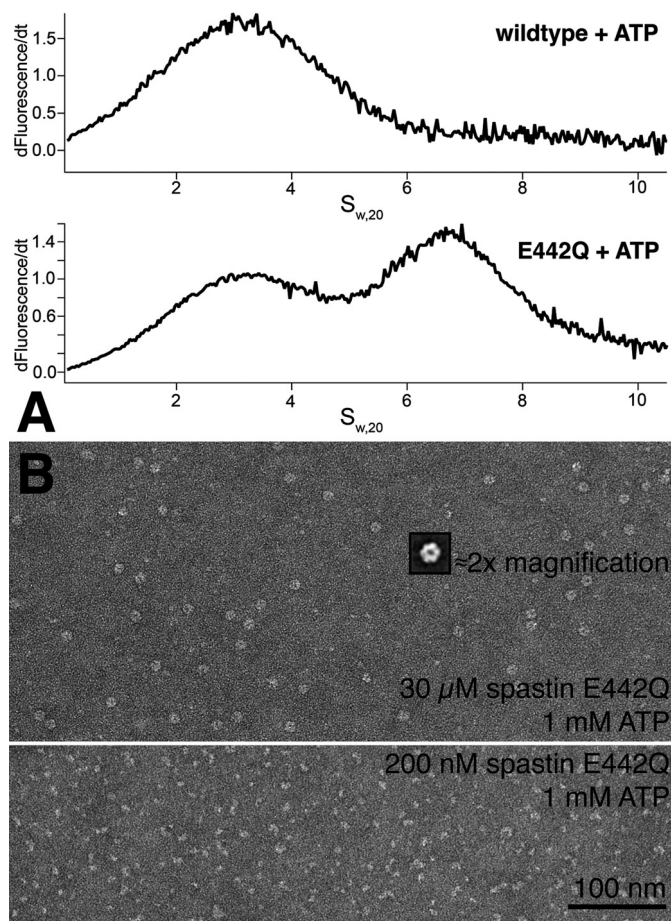 dFluorescence/dt
1.5
1.0
0.5
0.0
wildtype + ATP
2
4
6
8
10
Sw,20
dFluorescence/dt
1.4
1.0
0.6
0.0
E442Q + ATP
2
4
6
8
10
Sw,20
A
B
≈2x magnification
30 µM spastin E442Q
1 mM ATP
200 nM spastin E442Q
1 mM ATP
100 nm